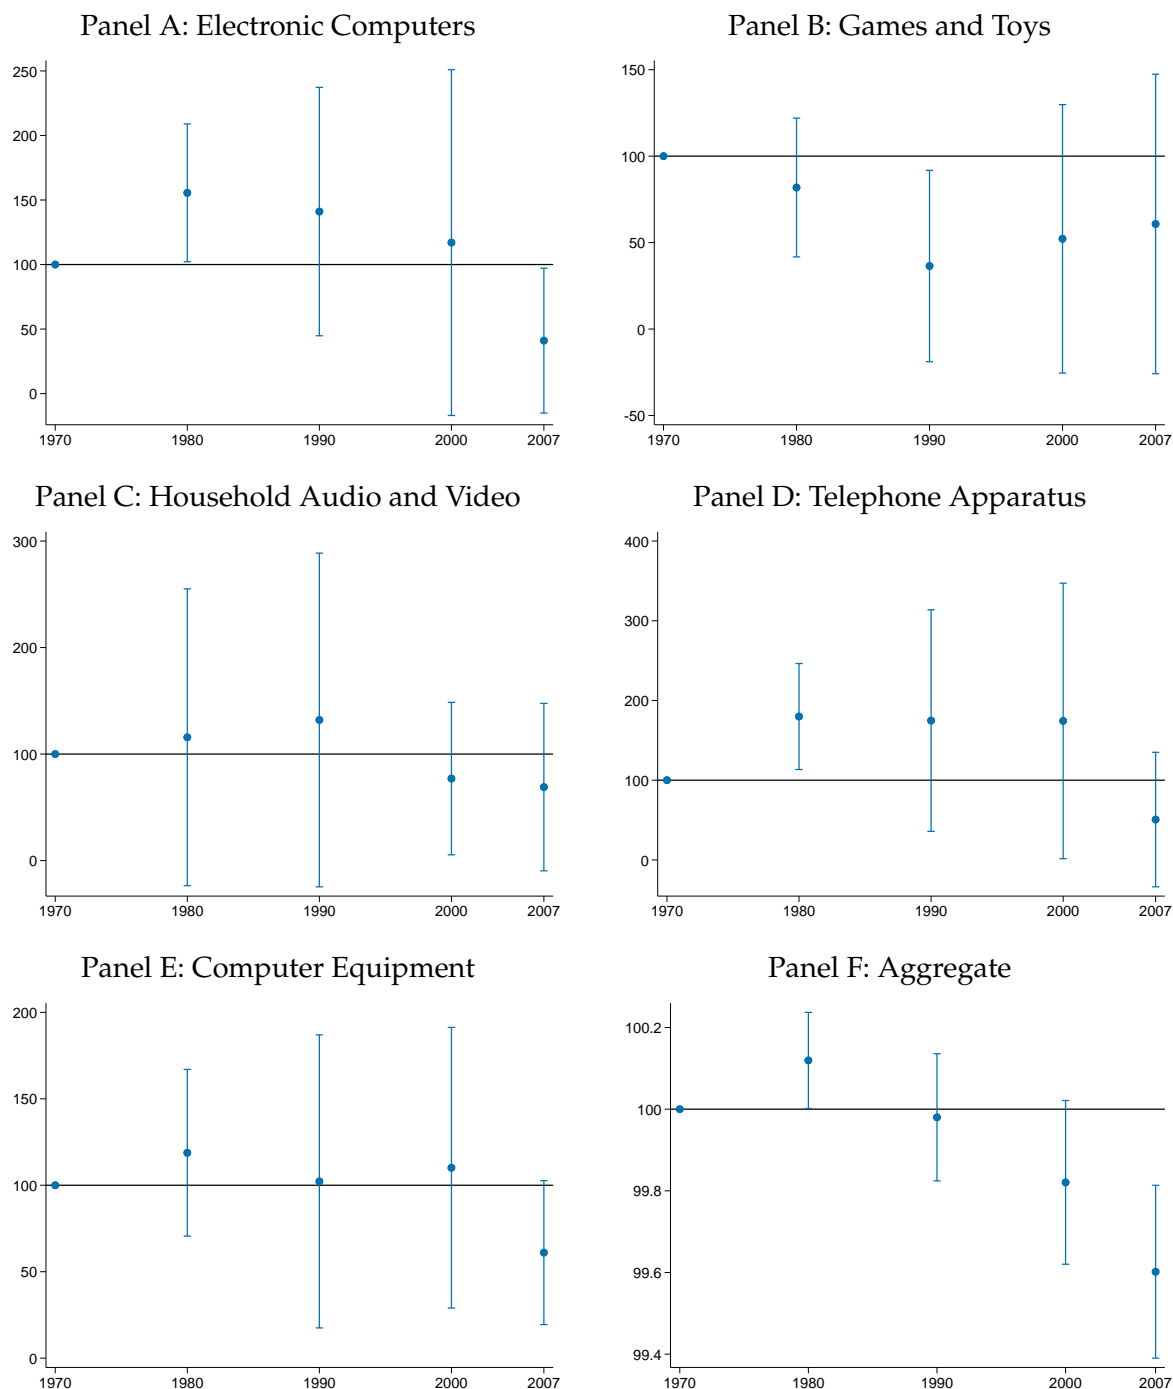 Panel A: Electronic Computers
250
200
150
100
50
0
1970 1980 1990 2000 2007
Panel B: Games and Toys
150
100
50
0
-50
1970 1980 1990 2000 2007
Panel C: Household Audio and Video
300
200
100
0
1970 1980 1990 2000 2007
Panel D: Telephone Apparatus
400
300
200
100
0
1970 1980 1990 2000 2007
Panel E: Computer Equipment
200
150
100
50
0
1970 1980 1990 2000 2007
Panel F: Aggregate
100.2
100
99.8
99.6
99.4
1970 1980 1990 2000 2007